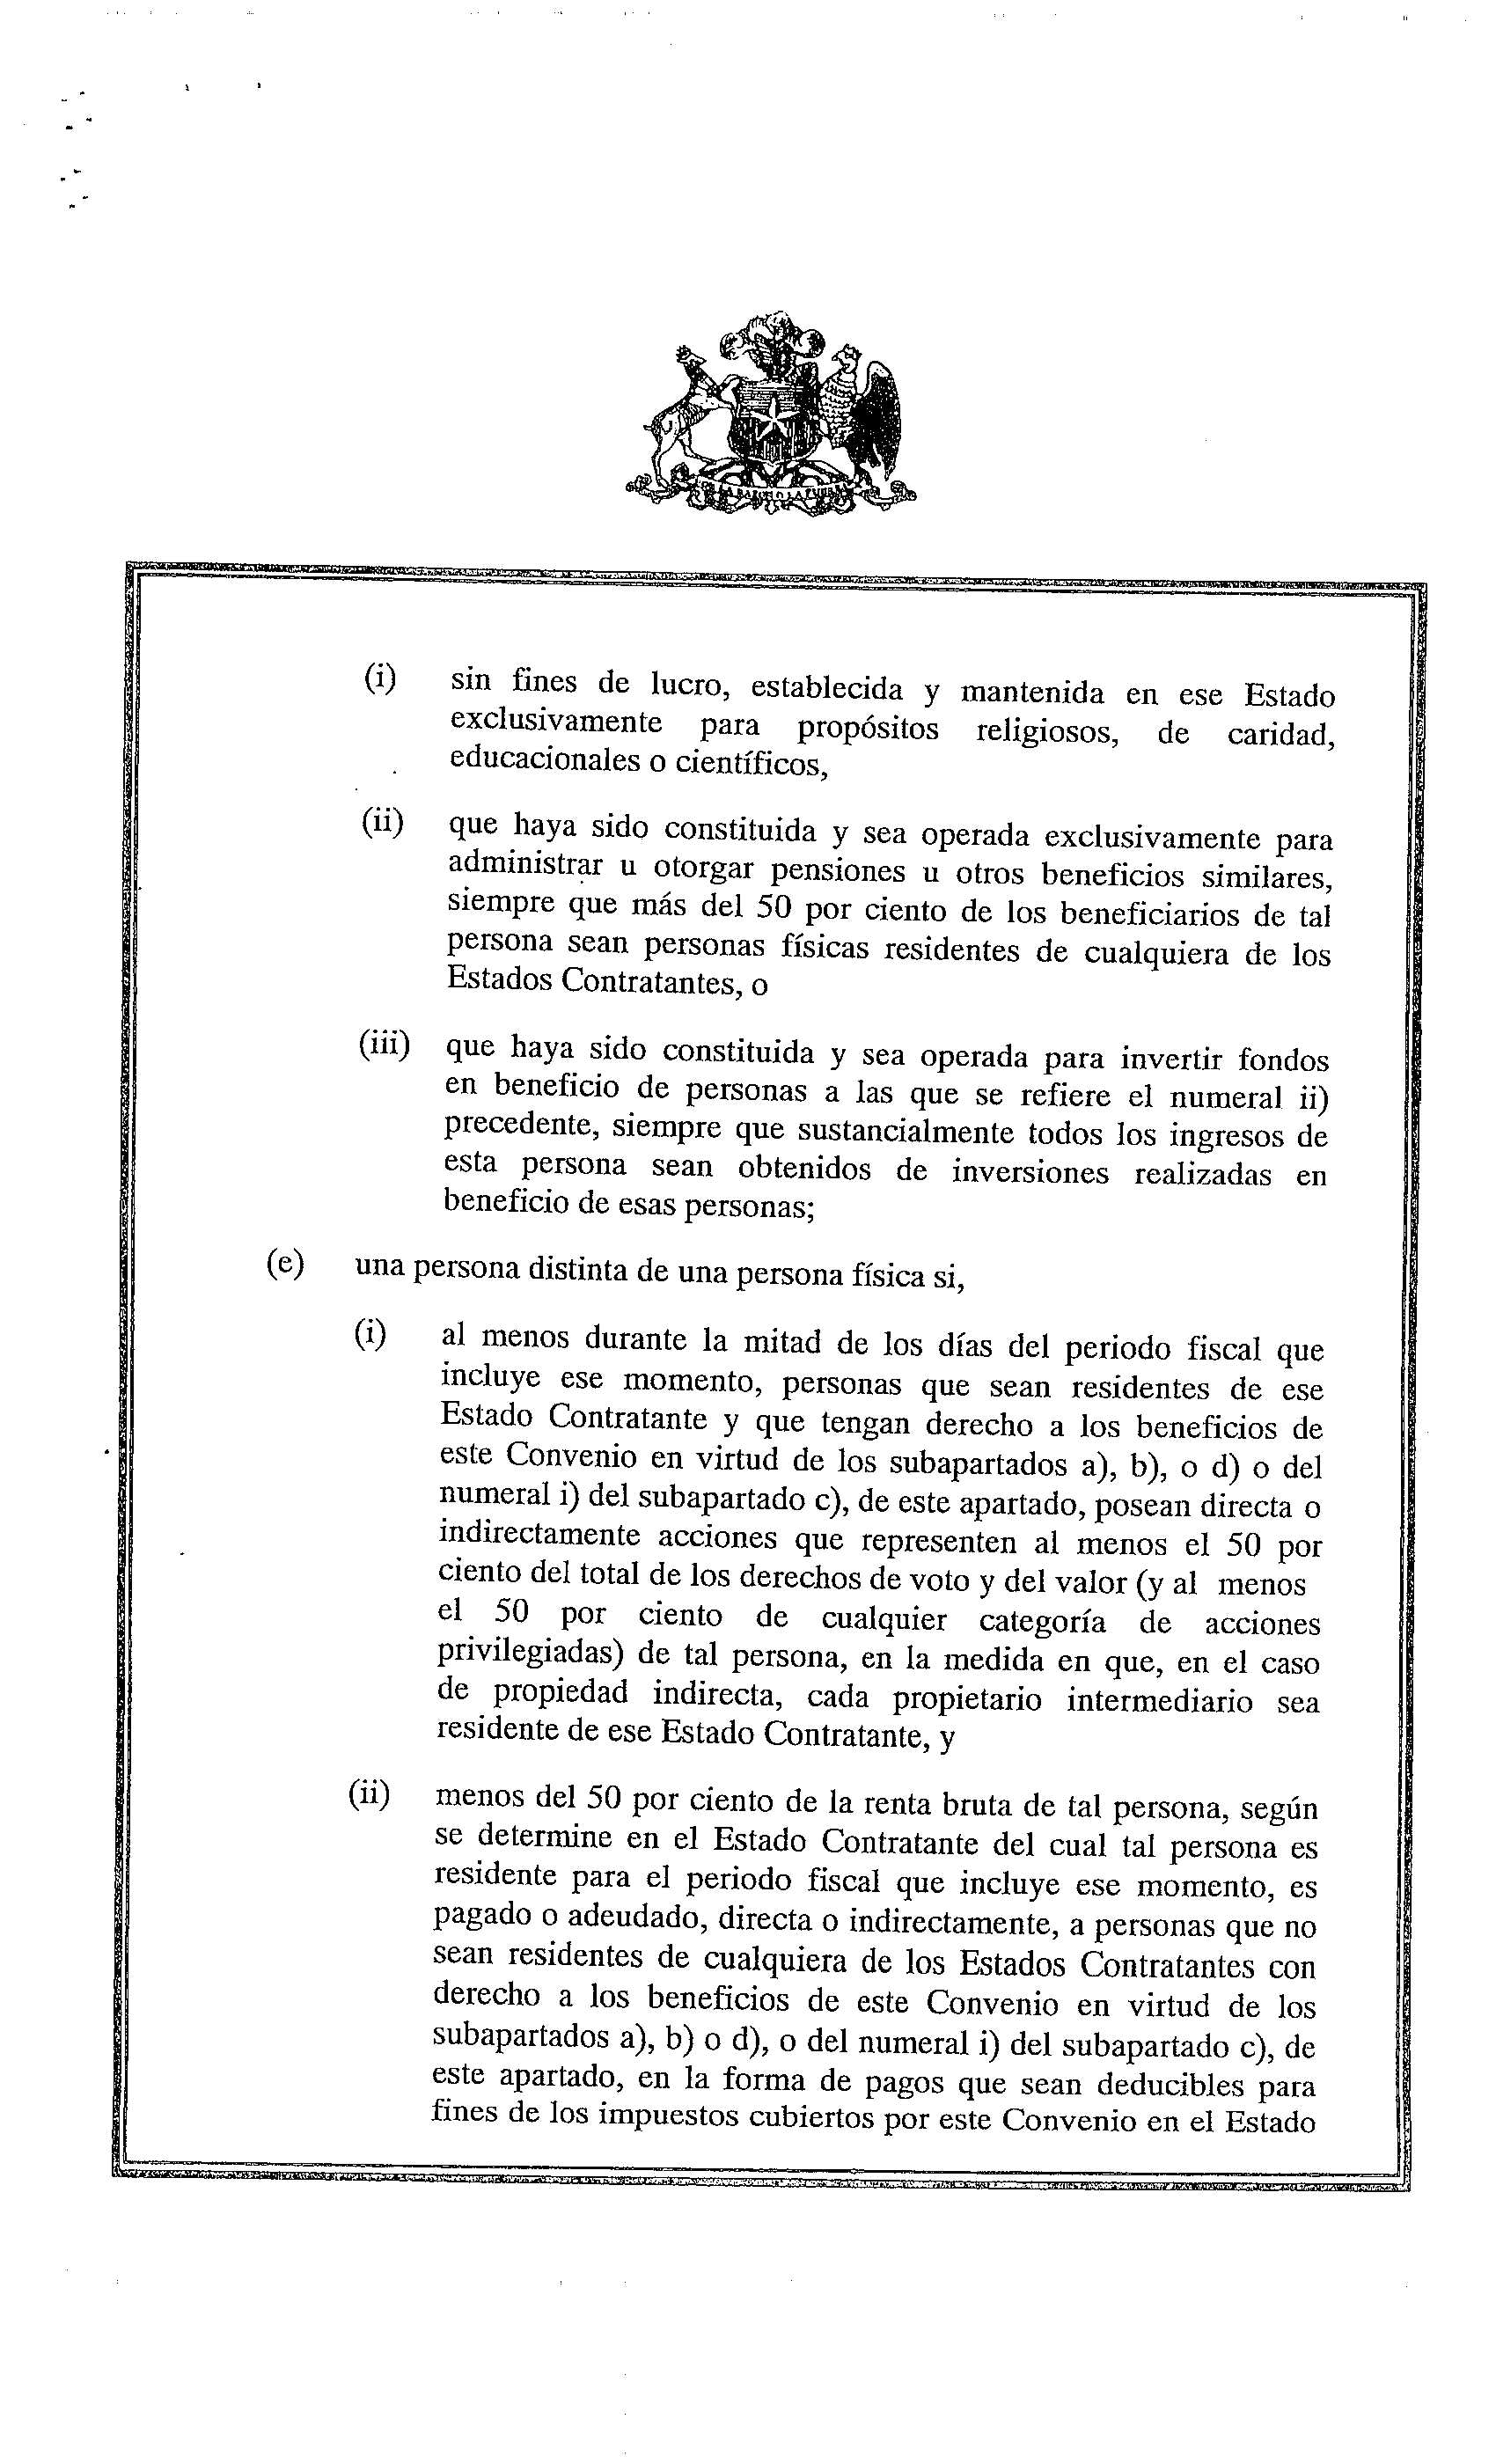 (i) sin fines de lucro, establecida y mantenida en ese Estado
exclusivamente para propósitos religiosos, de caridad,
educacionales o científicos,
(ii) que haya sido constituida y sea operada exclusivamente para
administrar u otorgar pensiones u otros beneficios similares,
siempre que más del 50 por ciento de los beneficiarios de tal
persona sean personas físicas residentes de cualquiera de los
Estados Contratantes, o
(iii) que haya sido constituida y sea operada para invertir fondos
en beneficio de personas a las que se refiere el numeral ii)
precedente, siempre que sustancialmente todos los ingresos de
esta persona sean obtenidos de inversiones realizadas en
beneficio de esas personas;
(e) una persona distinta de una persona física si,
(i) al menos durante la mitad de los días del periodo fiscal que
incluye ese momento, personas que sean residentes de ese
Estado Contratante y que tengan derecho a los beneficios de
este Convenio en virtud de los subapartados a), b), o d) o del
numeral i) del subapartado c), de este apartado, posean directa o
indirectamente acciones que representen al menos el 50 por
ciento del total de los derechos de voto y del valor (y al menos
el 50 por ciento de cualquier categoría de acciones
privilegiadas) de tal persona, en la medida en que, en el caso
de propiedad indirecta, cada propietario intermediario sea
residente de ese Estado Contratante, y
(ii) menos del 50 por ciento de la renta bruta de tal persona, según
se determine en el Estado Contratante del cual tal persona es
residente para el periodo fiscal que incluye ese momento, es
pagado o adeudado, directa o indirectamente, a personas que no
sean residentes de cualquiera de los Estados Contratantes con
derecho a los beneficios de este Convenio en virtud de los
subapartados a), b) o d), o del numeral i) del subapartado c), de
este apartado, en la forma de pagos que sean deducibles para
fines de los impuestos cubiertos por este Convenio en el Estado